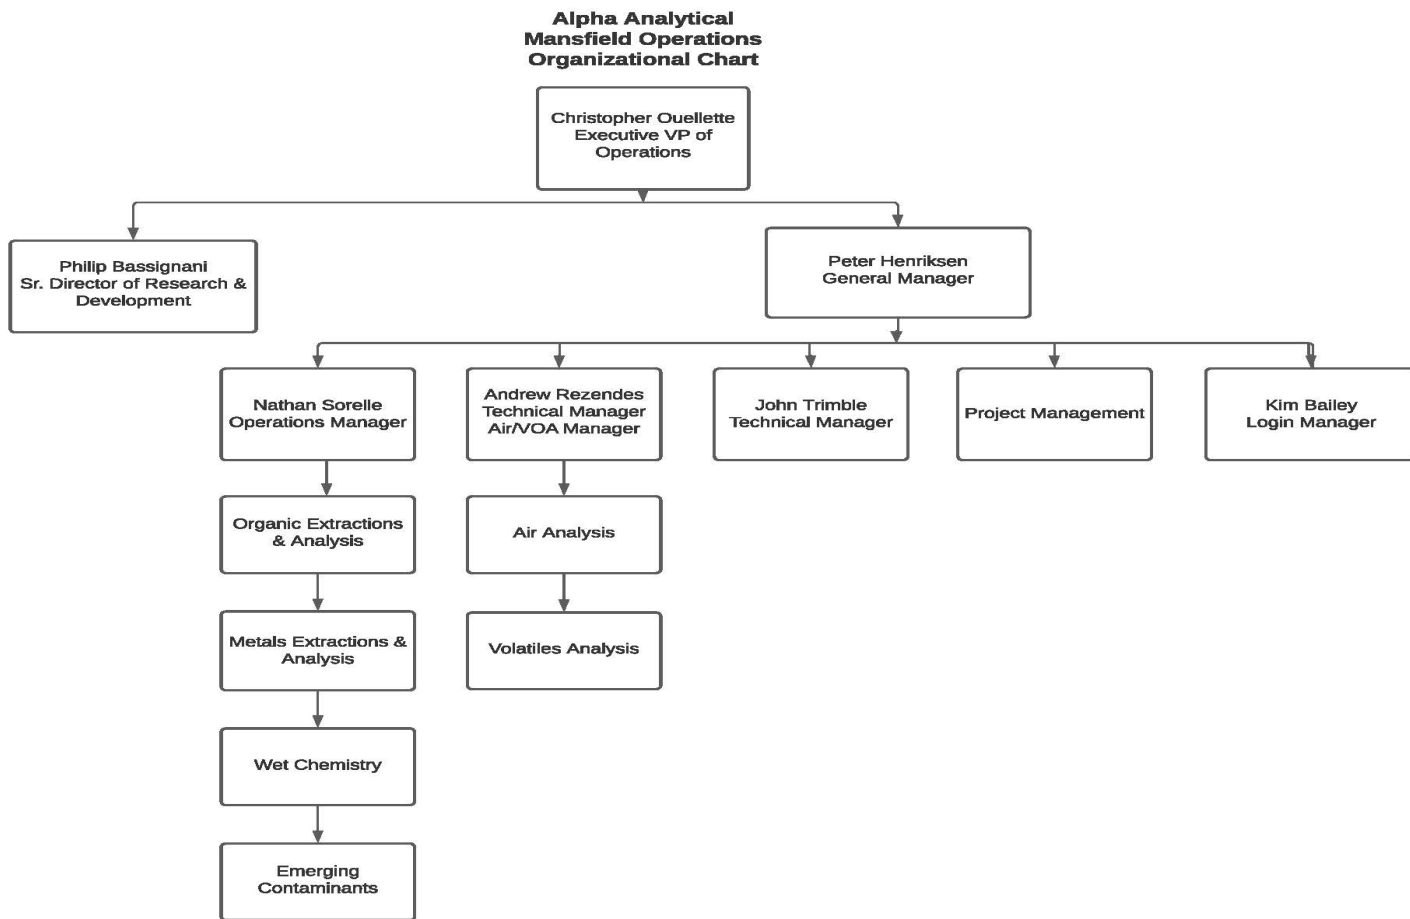 Alpha Analytical
Mansfield Operations
Organizational Chart
Christopher Ouellette
Executive VP of
Operations
Philip Bassignani
Sr. Director of Research &
Development
Peter Henriksen
General Manager
Nathan Sorelle
Operations Manager
Andrew Rezendes
Technical Manager
Air/VOA Manager
John Trimble
Technical Manager
Project Management
Kim Bailey
Login Manager
Organic Extractions
& Analysis
Air Analysis
Metals Extractions &
Analysis
Volatiles Analysis
Wet Chemistry
Emerging
Contaminants